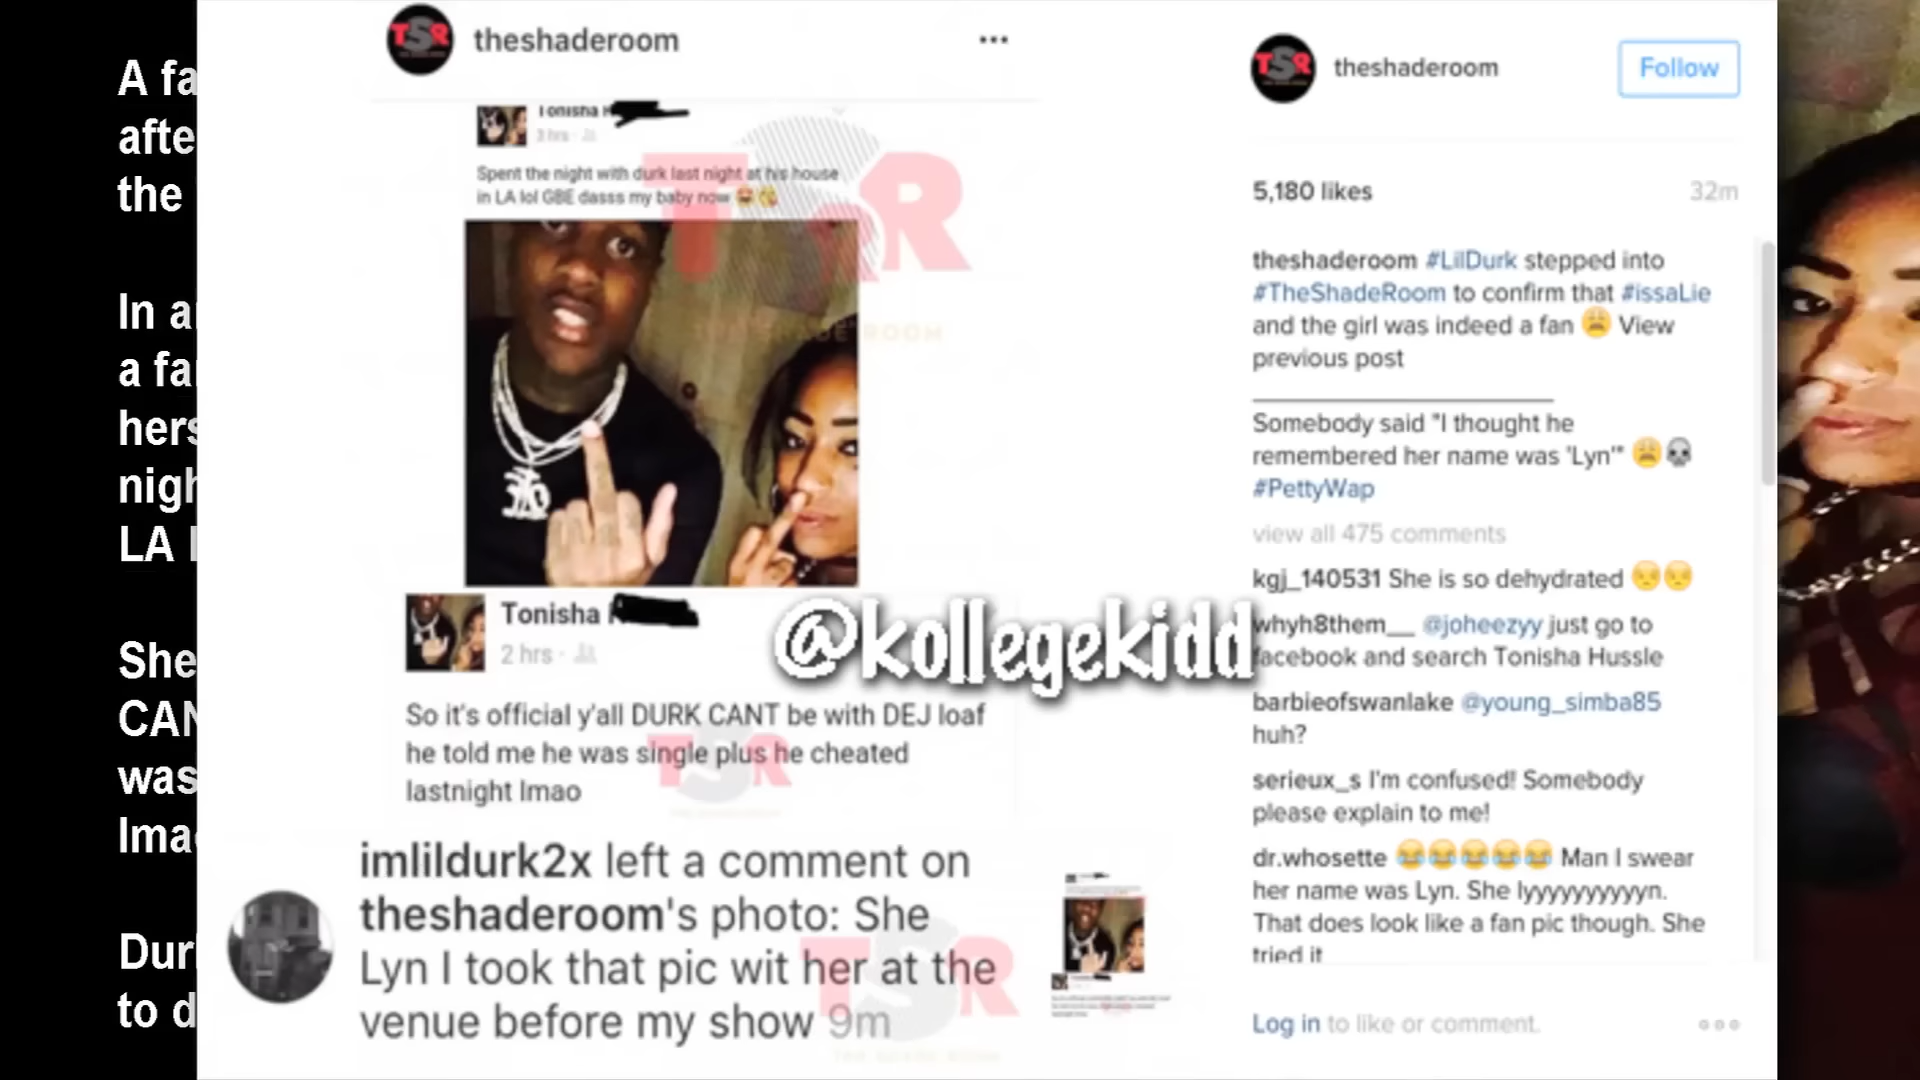 A fa
afte
the
In a
a fa
hers
nigh
LA
She
CAN
was
lma
Dur
to d
theshaderoom
Tonisha
3 hrs
Spent the night with durk last night at his house
in LA lol GBE dasss my baby now 😍😘
TSR
Tonisha
2 hrs
So it's official y'all DURK CANT be with DEJ loaf
he told me he was single plus he cheated
lastnight lmao
TSR
imlildurk2x left a comment on
theshaderoom's photo: She
Lyn I took that pic wit her at the
venue before my show 9m
TSR
@kollegekidd
TSR
theshaderoom
Follow
5,180 likes
32m
theshaderoom #LilDurk stepped into
#TheShadeRoom to confirm that #issaLie
and the girl was indeed a fan 😩 View
previous post
Somebody said "I thought he
remembered her name was 'Lyn'" 😩💀
#PettyWap
view all 475 comments
kgj_140531 She is so dehydrated 😒😒
whyh8them__ @joheezyy just go to
facebook and search Tonisha Hussle
barbieofswanlake @young_simba85
huh?
serieux_s I'm confused! Somebody
please explain to me!
dr.whosette 😂😂😂😂😂 Man I swear
her name was Lyn. She lyyyyyyyyyyn.
That does look like a fan pic though. She
tried it
Log in to like or comment.